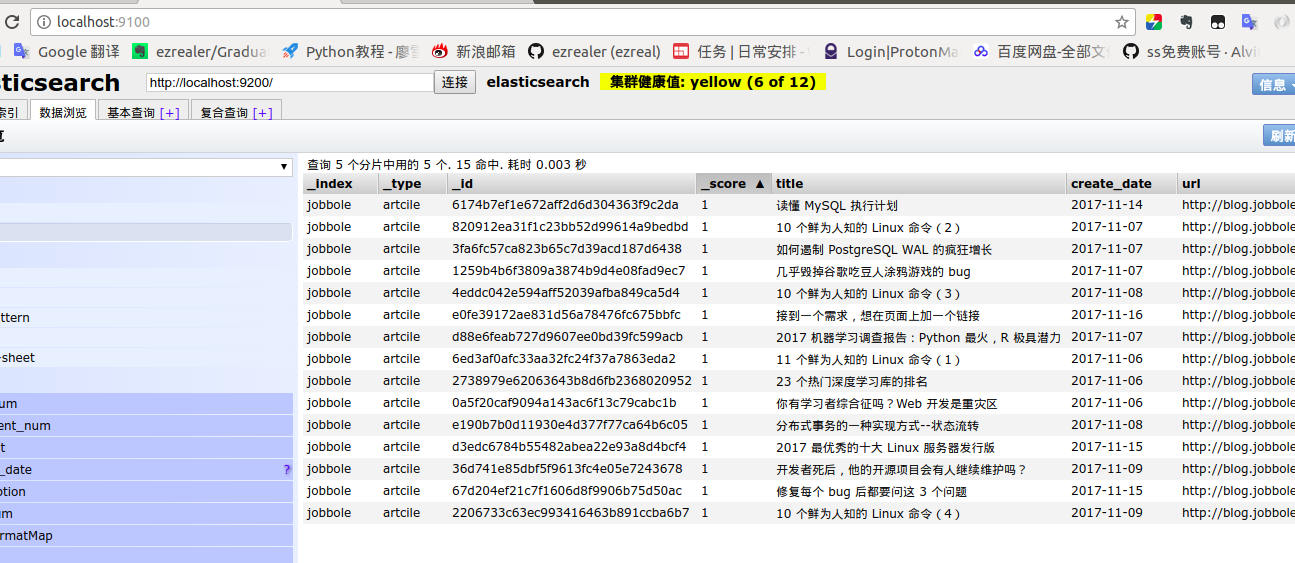 localhost:9100
Google 翻译 ezrealer/Gradua Python教程 - 廖雪 新浪邮箱 ezrealer (ezreal) 任务 | 日常安排 - Login|ProtonMa 百度网盘-全部文 ss免费账号 · Alvi
sticsearch http://localhost:9200/ 连接 elasticsearch 集群健康值: yellow (6 of 12) 信息
索引 数据浏览 基本查询 [+] 复合查询 [+]
览 刷新
查询 5 个分片中用的 5 个. 15 命中. 耗时 0.003 秒
_index _type _id _score ▲ title create_date url
jobbole artcile 6174b7ef1e672aff2d6d304363f9c2da 1 读懂 MySQL 执行计划 2017-11-14 http://blog.jobbole
jobbole artcile 820912ea31f1c23bb52d99614a9bedbd 1 10 个鲜为人知的 Linux 命令（2） 2017-11-07 http://blog.jobbole
jobbole artcile 3fa6fc57ca823b65c7d39acd187d6438 1 如何遏制 PostgreSQL WAL 的疯狂增长 2017-11-07 http://blog.jobbole
jobbole artcile 1259b4b6f3809a3874b9d4e08fad9ec7 1 几乎毁掉谷歌吃豆人涂鸦游戏的 bug 2017-11-07 http://blog.jobbole
jobbole artcile 4eddc042e594aff52039afba849ca5d4 1 10 个鲜为人知的 Linux 命令（3） 2017-11-08 http://blog.jobbole
ttern jobbole artcile e0fe39172ae831d56a78476fc675bbfc 1 接到一个需求，想在页面上加一个链接 2017-11-16 http://blog.jobbole
jobbole artcile d88e6feab727d9607ee0bd39fc599acb 1 2017 机器学习调查报告：Python 最火，R 极具潜力 2017-11-07 http://blog.jobbole
-sheet jobbole artcile 6ed3af0afc33aa32fc24f37a7863eda2 1 11 个鲜为人知的 Linux 命令（1） 2017-11-06 http://blog.jobbole
jobbole artcile 2738979e62063643b8d6fb2368020952 1 23 个热门深度学习库的排名 2017-11-06 http://blog.jobbole
um jobbole artcile 0a5f20caf9094a143ac6f13c79cabc1b 1 你有学习者综合征吗？Web 开发是重灾区 2017-11-06 http://blog.jobbole
ent_num jobbole artcile e190b7b0d11930e4d377f77ca64b6c05 1 分布式事务的一种实现方式--状态流转 2017-11-08 http://blog.jobbole
t jobbole artcile d3edc6784b55482abea22e93a8d4bcf4 1 2017 最优秀的十大 Linux 服务器发行版 2017-11-15 http://blog.jobbole
_date ? jobbole artcile 36d741e85dbf5f9613fc4e05e7243678 1 开发者死后，他的开源项目会有人继续维护吗？ 2017-11-09 http://blog.jobbole
ption jobbole artcile 67d204ef21c7f1606d8f9906b75d50ac 1 修复每个 bug 后都要问这 3 个问题 2017-11-15 http://blog.jobbole
um jobbole artcile 2206733c63ec993416463b891ccba6b7 1 10 个鲜为人知的 Linux 命令（4） 2017-11-09 http://blog.jobbole
rmatMap